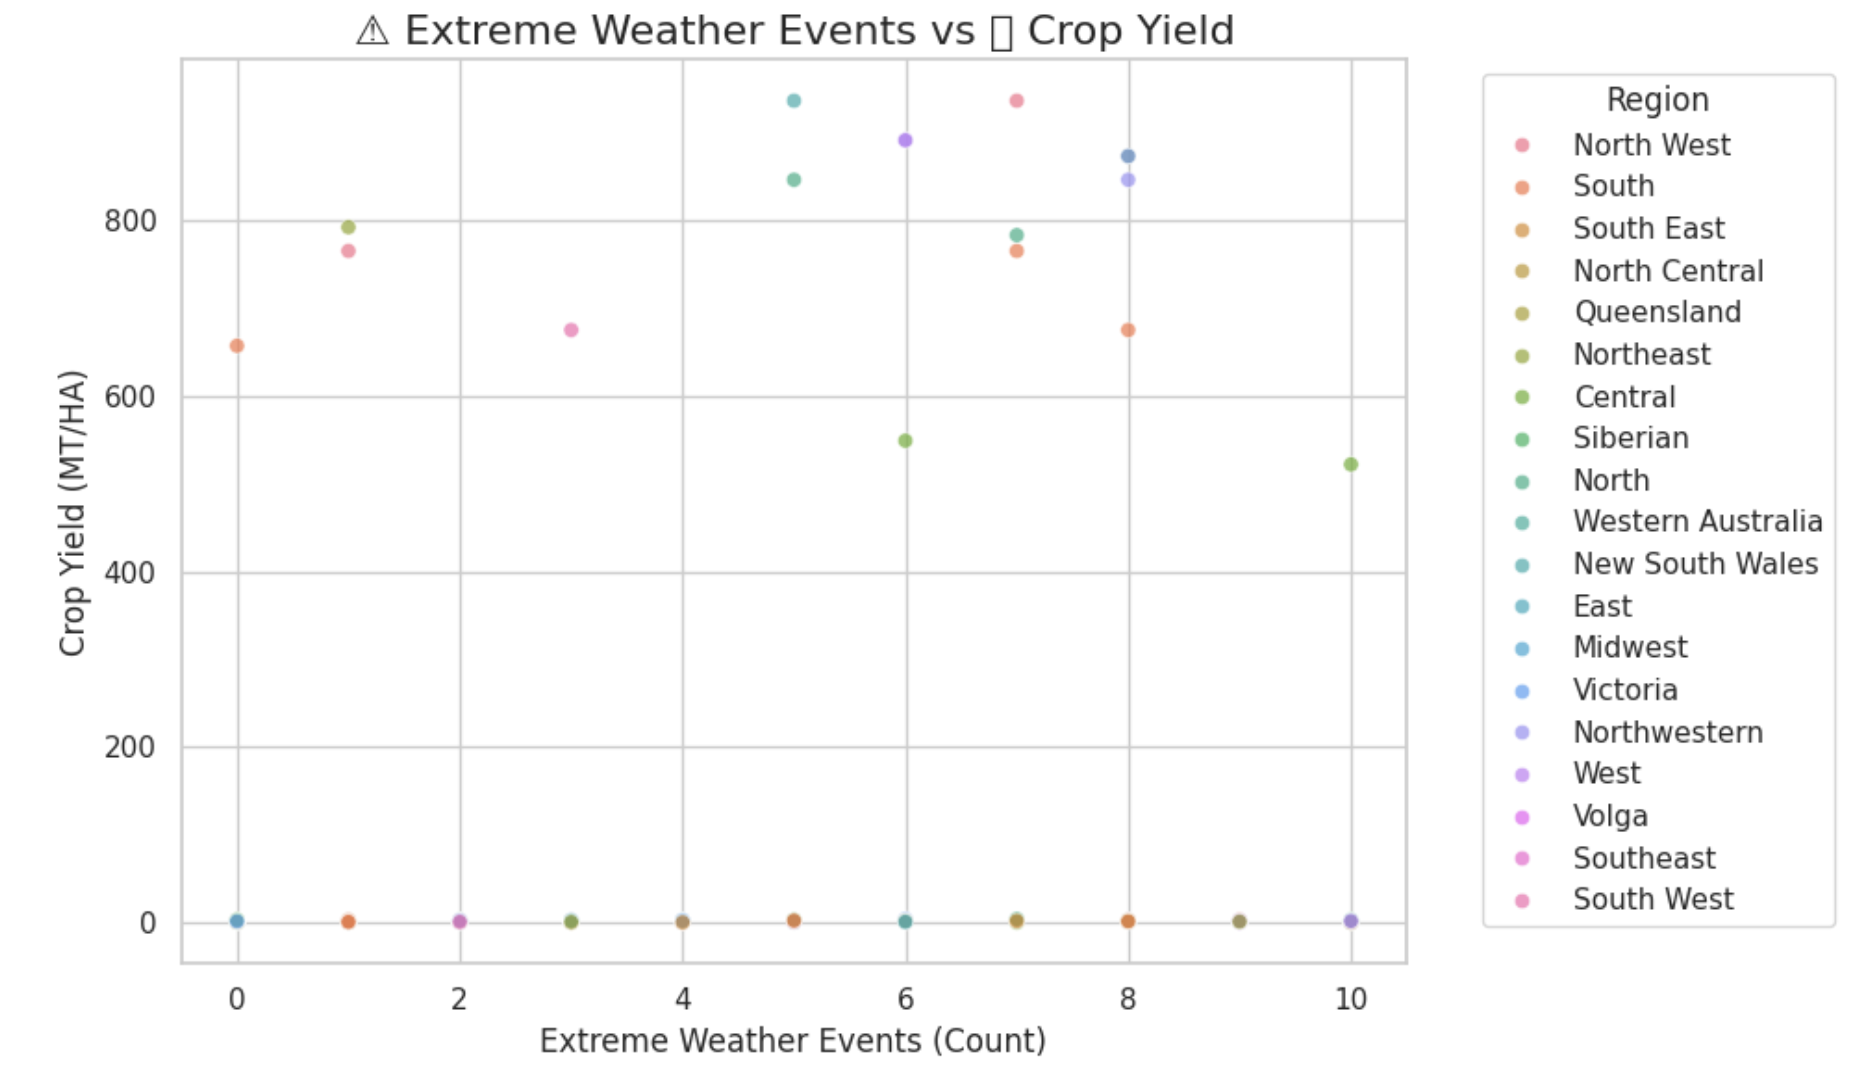 ⚠ Extreme Weather Events vs ▯ Crop Yield
Crop Yield (MT/HA)
800
600
400
200
0
0 2 4 6 8 10
Extreme Weather Events (Count)
Region
North West
South
South East
North Central
Queensland
Northeast
Central
Siberian
North
Western Australia
New South Wales
East
Midwest
Victoria
Northwestern
West
Volga
Southeast
South West